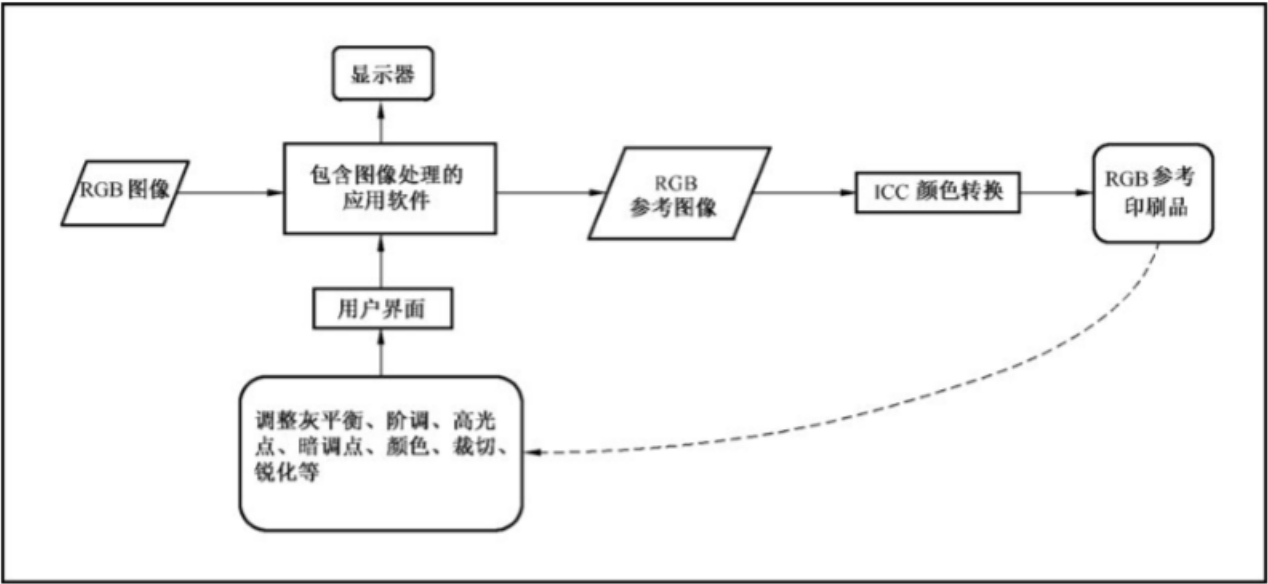 显示器
RGB 图像
包含图像处理的
应用软件
RGB
参考图像
ICC 颜色转换
RGB 参考
印刷品
用户界面
调整灰平衡、阶调、高光
点、暗调点、颜色、裁切、
锐化等